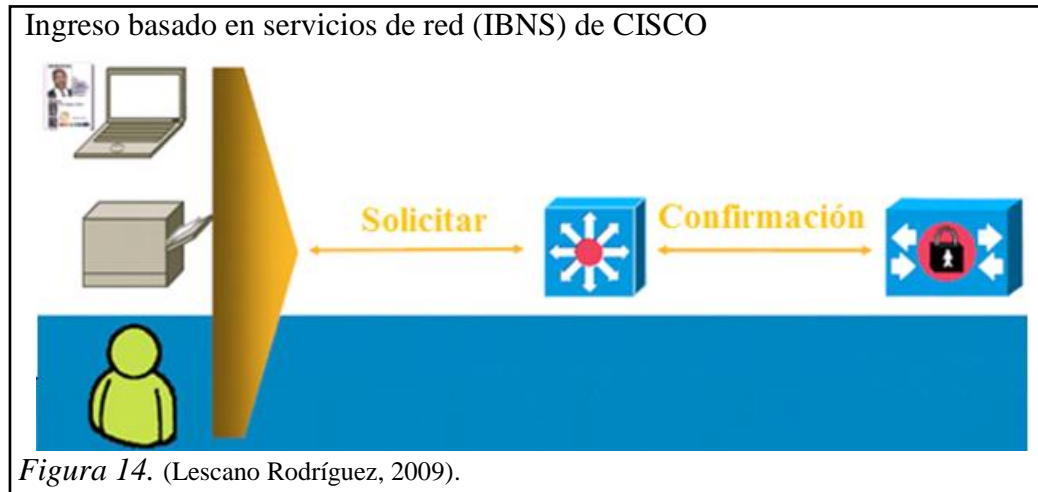 Ingreso basado en servicios de red (IBNS) de CISCO
Solicitar
Confirmación
Figura 14. (Lescano Rodríguez, 2009).